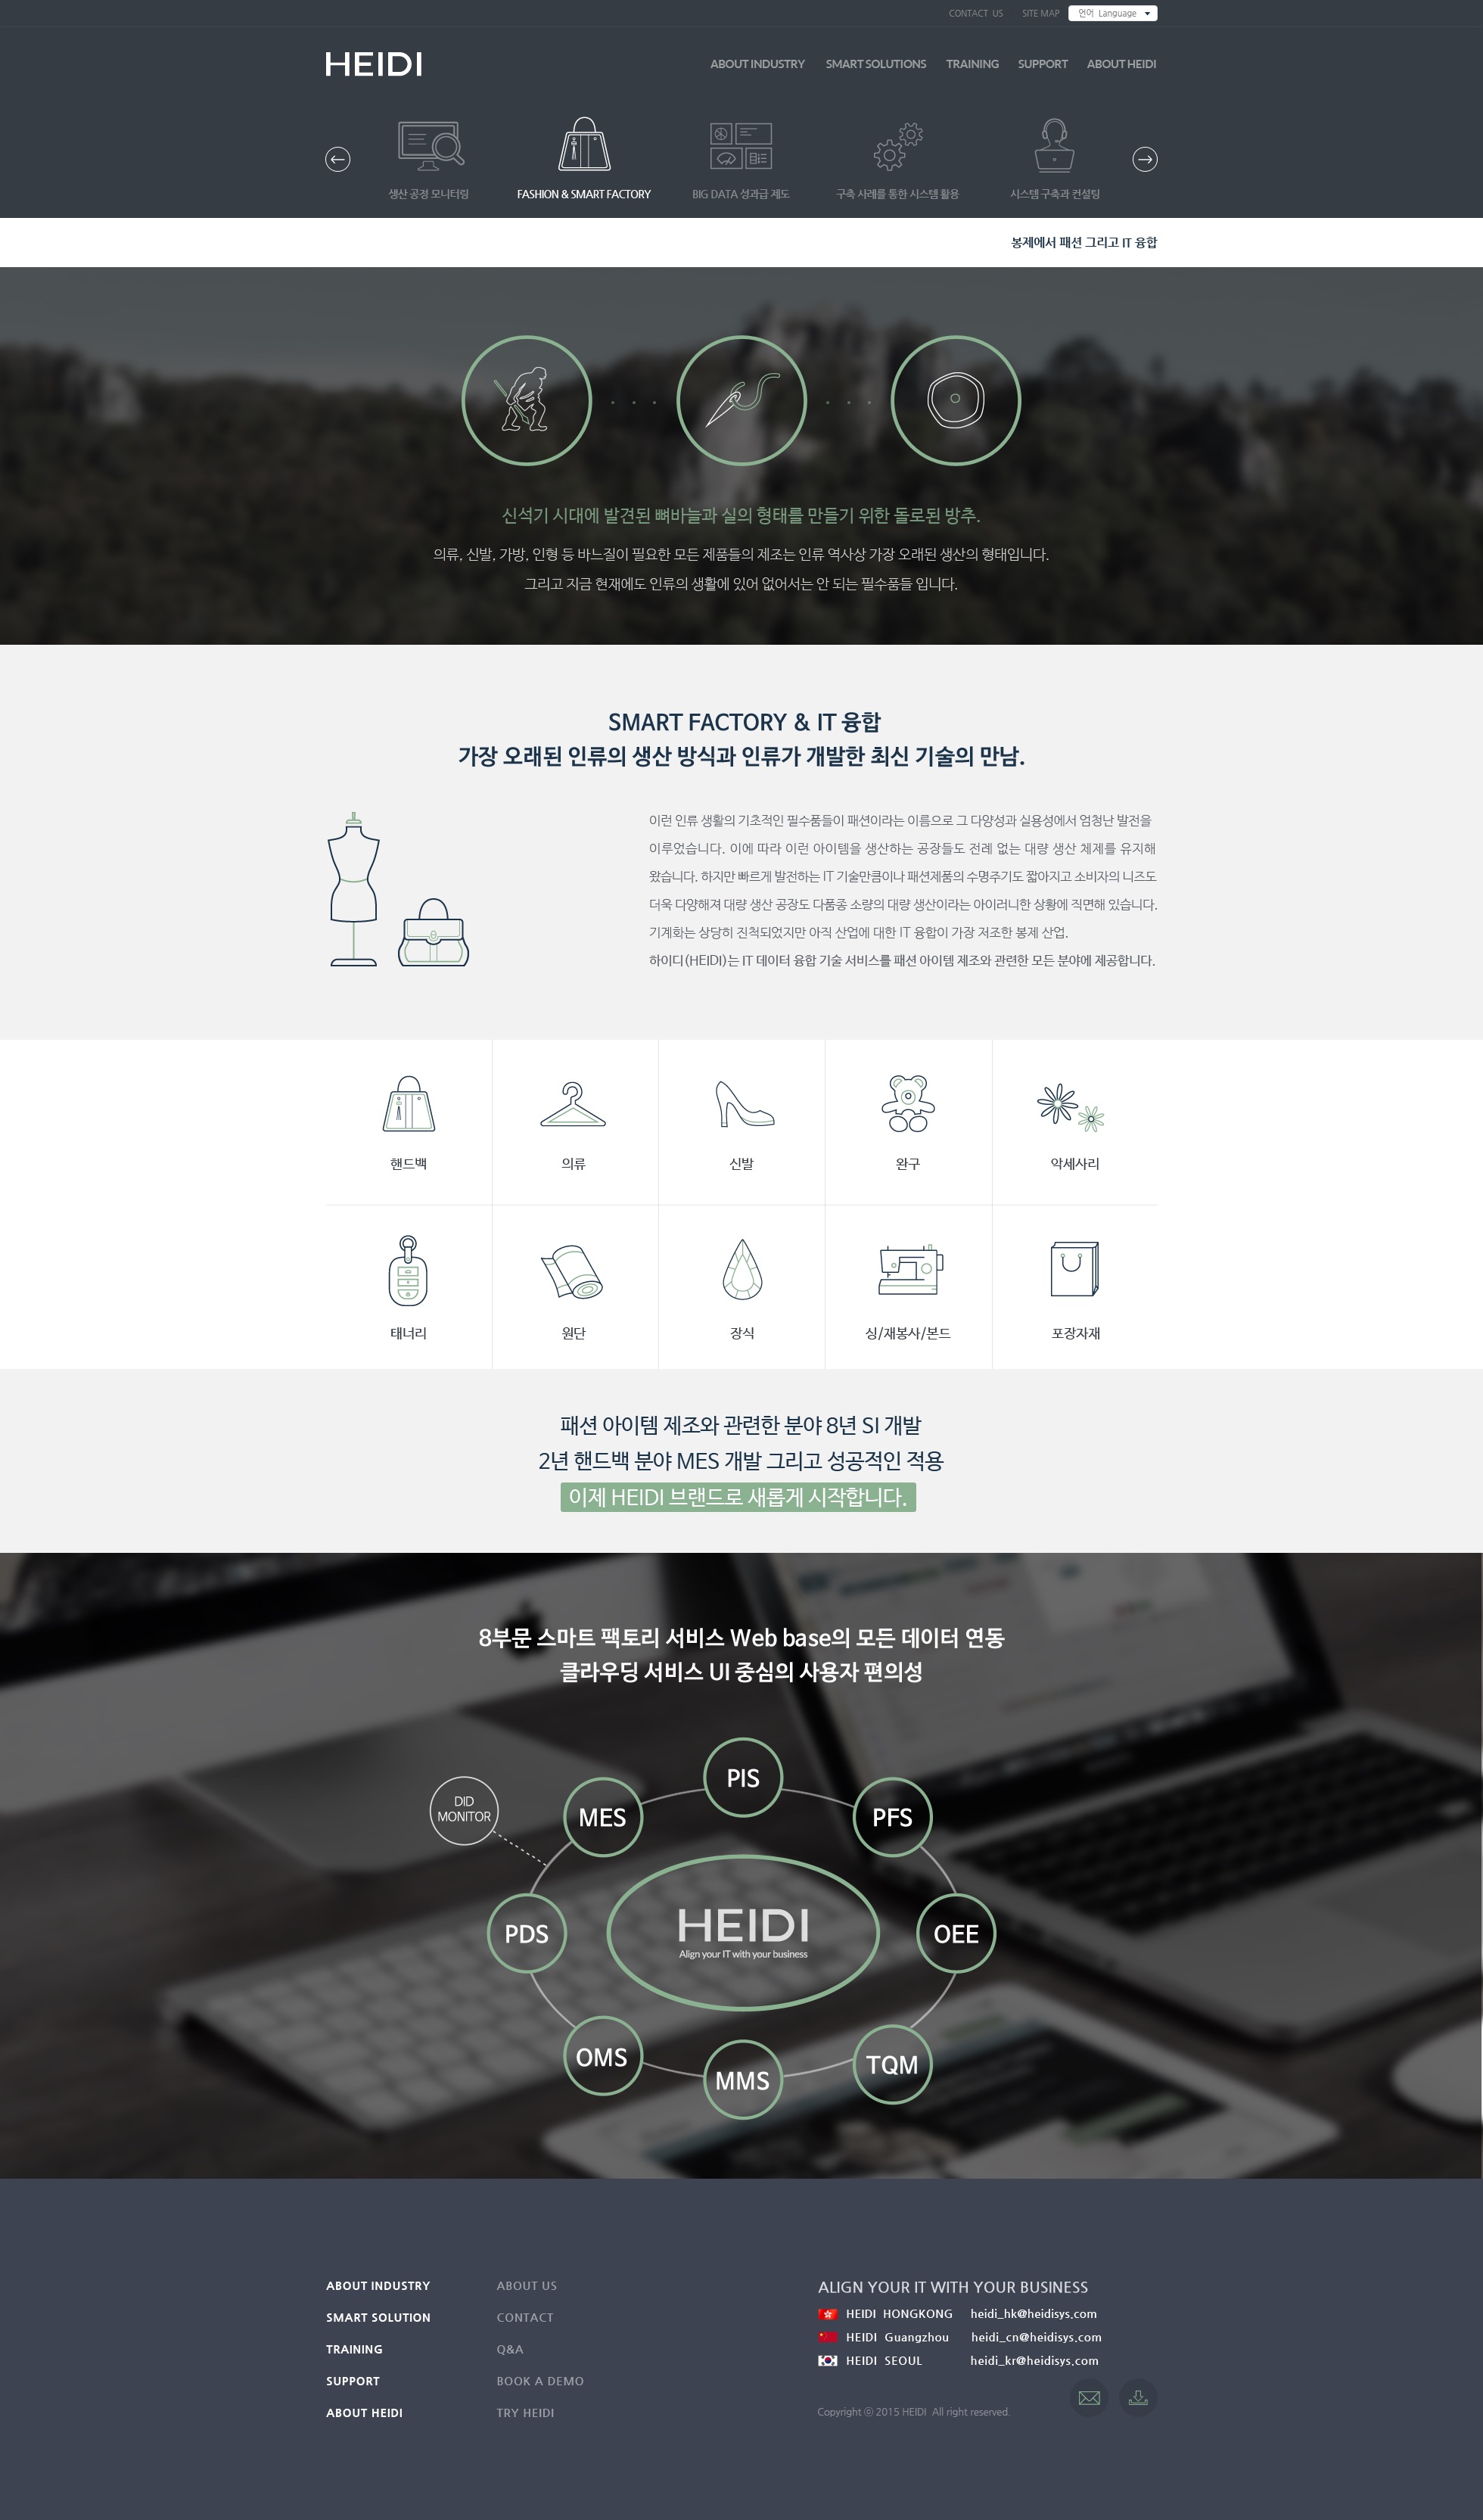 CONTACT US
SITE MAP
언어 Language
HEIDI
ABOUT INDUSTRY
SMART SOLUTIONS
TRAINING
SUPPORT
ABOUT HEIDI
생산 공정 모니터링
FASHION & SMART FACTORY
BIG DATA 성과급 제도
구축 사례를 통한 시스템 활용
시스템 구축과 컨설팅
봉제에서 패션 그리고 IT 융합
신석기 시대에 발견된 뼈바늘과 실의 형태를 만들기 위한 돌로된 방추.
의류, 신발, 가방, 인형 등 바느질이 필요한 모든 제품들의 제조는 인류 역사상 가장 오래된 생산의 형태입니다.
그리고 지금 현재에도 인류의 생활에 있어 없어서는 안 되는 필수품들 입니다.
SMART FACTORY & IT 융합
가장 오래된 인류의 생산 방식과 인류가 개발한 최신 기술의 만남.
이런 인류 생활의 기초적인 필수품들이 패션이라는 이름으로 그 다양성과 실용성에서 엄청난 발전을
이루었습니다. 이에 따라 이런 아이템을 생산하는 공장들도 전례 없는 대량 생산 체제를 유지해
왔습니다. 하지만 빠르게 발전하는 IT 기술만큼이나 패션제품의 수명주기도 짧아지고 소비자의 니즈도
더욱 다양해져 대량 생산 공장도 다품종 소량의 대량 생산이라는 아이러니한 상황에 직면해 있습니다.
기계화는 상당히 진척되었지만 아직 산업에 대한 IT 융합이 가장 저조한 봉제 산업.
하이디(HEIDI)는 IT 데이터 융합 기술 서비스를 패션 아이템 제조와 관련한 모든 분야에 제공합니다.
핸드백
의류
신발
완구
악세사리
태너리
원단
장식
싱/재봉사/본드
포장자재
패션 아이템 제조와 관련한 분야 8년 SI 개발
2년 핸드백 분야 MES 개발 그리고 성공적인 적용
이제 HEIDI 브랜드로 새롭게 시작합니다.
8부문 스마트 팩토리 서비스 Web base의 모든 데이터 연동
클라우딩 서비스 UI 중심의 사용자 편의성
PIS
MES
PFS
DID
MONITOR
PDS
HEIDI
Align your IT with your business
OEE
OMS
MMS
TQM
ABOUT INDUSTRY
SMART SOLUTION
TRAINING
SUPPORT
ABOUT HEIDI
ABOUT US
CONTACT
Q&A
BOOK A DEMO
TRY HEIDI
ALIGN YOUR IT WITH YOUR BUSINESS
HEIDI HONGKONG heidi_hk@heidisys.com
HEIDI Guangzhou heidi_cn@heidisys.com
HEIDI SEOUL heidi_kr@heidisys.com
Copyright ⓒ 2015 HEIDI All right reserved.